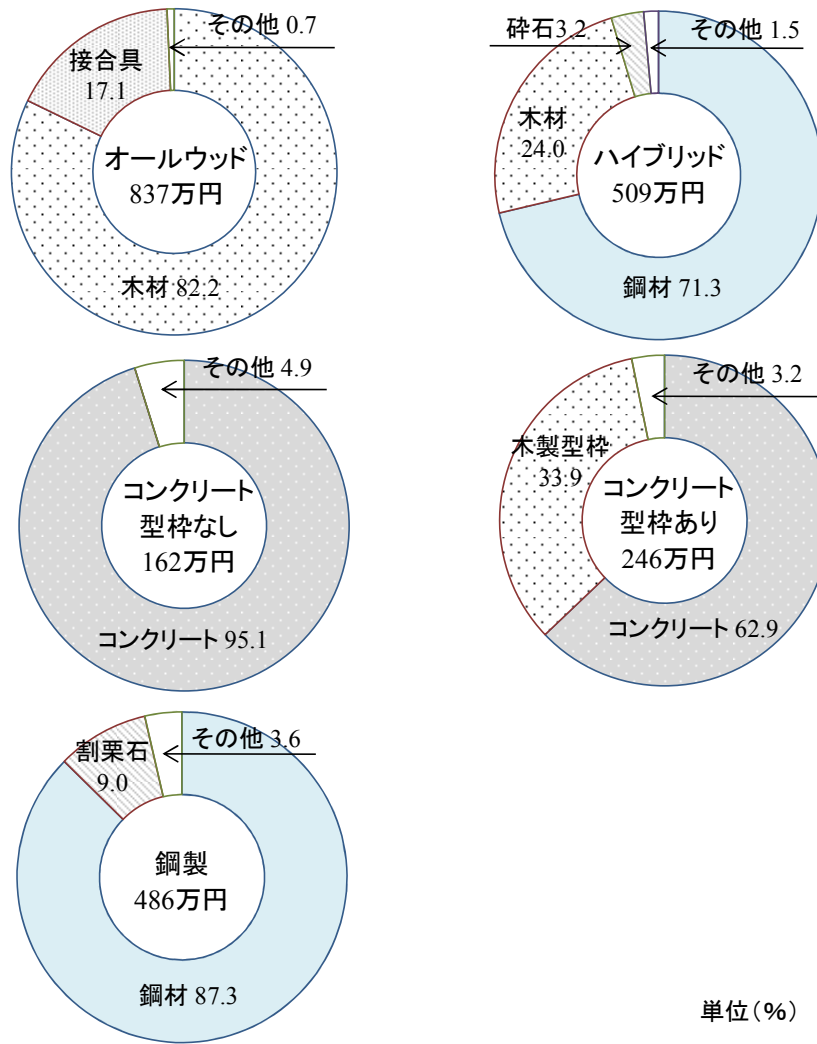 その他 0.7
接合具
17.1
オールウッド
837万円
木材 82.2
砕石3.2
その他 1.5
木材
24.0
ハイブリッド
509万円
鋼材 71.3
その他 4.9
コンクリート
型枠なし
162万円
コンクリート 95.1
その他 3.2
木製型枠
33.9
コンクリート
型枠あり
246万円
コンクリート 62.9
割栗石
9.0
その他 3.6
鋼製
486万円
鋼材 87.3
単位(%)